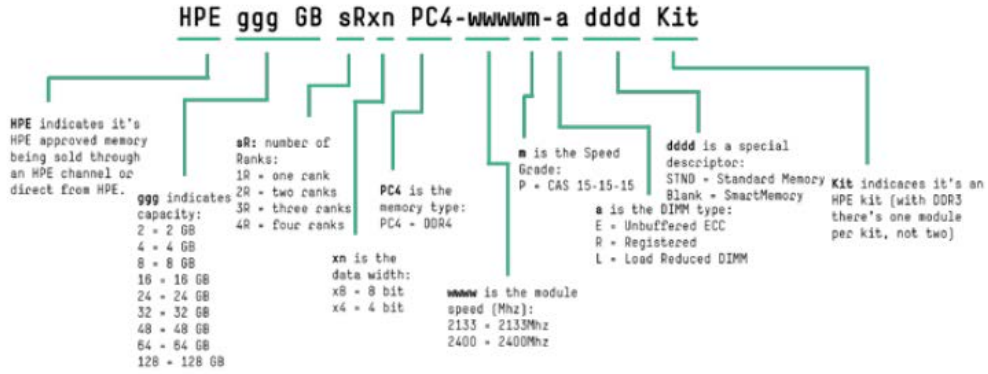 HPE ggg GB sRxn PC4-wwwwm-a dddd Kit
HPE indicates it's
HPE approved memory
being sold through
an HPE channel or
direct from HPE.
ggg indicates
capacity:
2 = 2 GB
4 = 4 GB
8 = 8 GB
16 = 16 GB
24 = 24 GB
32 = 32 GB
48 = 48 GB
64 = 64 GB
128 = 128 GB
sR: number of
Ranks:
1R = one rank
2R = two ranks
3R = three ranks
4R = four ranks
xn is the
data width:
x8 = 8 bit
x4 = 4 bit
PC4 is the
memory type:
PC4 = DDR4
wwww is the module
speed (Mhz):
2133 = 2133Mhz
2400 = 2400Mhz
m is the Speed
Grade:
P = CAS 15-15-15
a is the DIMM type:
E = Unbuffered ECC
R = Registered
L = Load Reduced DIMM
dddd is a special
descriptor:
STND = Standard Memory
Blank = SmartMemory
Kit indicares it's an
HPE kit (with DDR3
there's one module
per kit, not two)